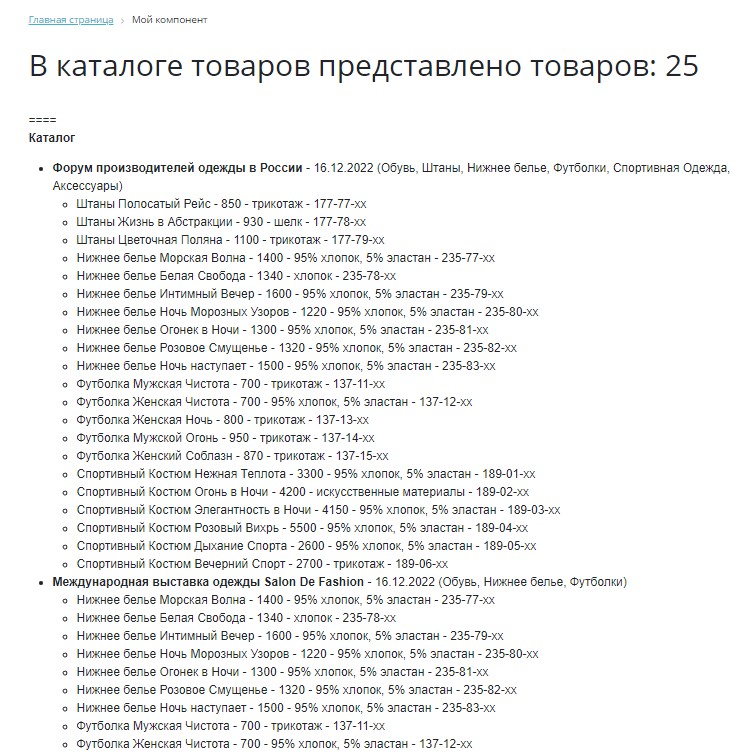 Главная страница > Мой компонент
В каталоге товаров представлено товаров: 25
====
Каталог
Форум производителей одежды в России - 16.12.2022 (Обувь, Штаны, Нижнее белье, Футболки, Спортивная Одежда,
Аксессуары)
Штаны Полосатый Рейс - 850 - трикотаж - 177-77-xx
Штаны Жизнь в Абстракции - 930 - шелк - 177-78-xx
Штаны Цветочная Поляна - 1100 - трикотаж - 177-79-xx
Нижнее белье Морская Волна - 1400 - 95% хлопок, 5% эластан - 235-77-xx
Нижнее белье Белая Свобода - 1340 - хлопок - 235-78-xx
Нижнее белье Интимный Вечер - 1600 - 95% хлопок, 5% эластан - 235-79-xx
Нижнее белье Ночь Морозных Узоров - 1220 - 95% хлопок, 5% эластан - 235-80-xx
Нижнее белье Огонек в Ночи - 1300 - 95% хлопок, 5% эластан - 235-81-xx
Нижнее белье Розовое Смущенье - 1320 - 95% хлопок, 5% эластан - 235-82-xx
Нижнее белье Ночь наступает - 1500 - 95% хлопок, 5% эластан - 235-83-xx
Футболка Мужская Чистота - 700 - трикотаж - 137-11-xx
Футболка Женская Чистота - 700 - 95% хлопок, 5% эластан - 137-12-xx
Футболка Женская Ночь - 800 - трикотаж - 137-13-xx
Футболка Мужской Огонь - 950 - трикотаж - 137-14-xx
Футболка Женский Соблазн - 870 - трикотаж - 137-15-xx
Спортивный Костюм Нежная Теплота - 3300 - 95% хлопок, 5% эластан - 189-01-xx
Спортивный Костюм Огонь в Ночи - 4200 - искусственные материалы - 189-02-xx
Спортивный Костюм Элегантность в Ночи - 4150 - 95% хлопок, 5% эластан - 189-03-xx
Спортивный Костюм Розовый Вихрь - 5500 - 95% хлопок, 5% эластан - 189-04-xx
Спортивный Костюм Дыхание Спорта - 2600 - 95% хлопок, 5% эластан - 189-05-xx
Спортивный Костюм Вечерний Спорт - 2700 - трикотаж - 189-06-xx
Международная выставка одежды Salon De Fashion - 16.12.2022 (Обувь, Нижнее белье, Футболки)
Нижнее белье Морская Волна - 1400 - 95% хлопок, 5% эластан - 235-77-xx
Нижнее белье Белая Свобода - 1340 - хлопок - 235-78-xx
Нижнее белье Интимный Вечер - 1600 - 95% хлопок, 5% эластан - 235-79-xx
Нижнее белье Ночь Морозных Узоров - 1220 - 95% хлопок, 5% эластан - 235-80-xx
Нижнее белье Огонек в Ночи - 1300 - 95% хлопок, 5% эластан - 235-81-xx
Нижнее белье Розовое Смущенье - 1320 - 95% хлопок, 5% эластан - 235-82-xx
Нижнее белье Ночь наступает - 1500 - 95% хлопок, 5% эластан - 235-83-xx
Футболка Мужская Чистота - 700 - трикотаж - 137-11-xx
Футболка Женская Чистота - 700 - 95% хлопок, 5% эластан - 137-12-xx